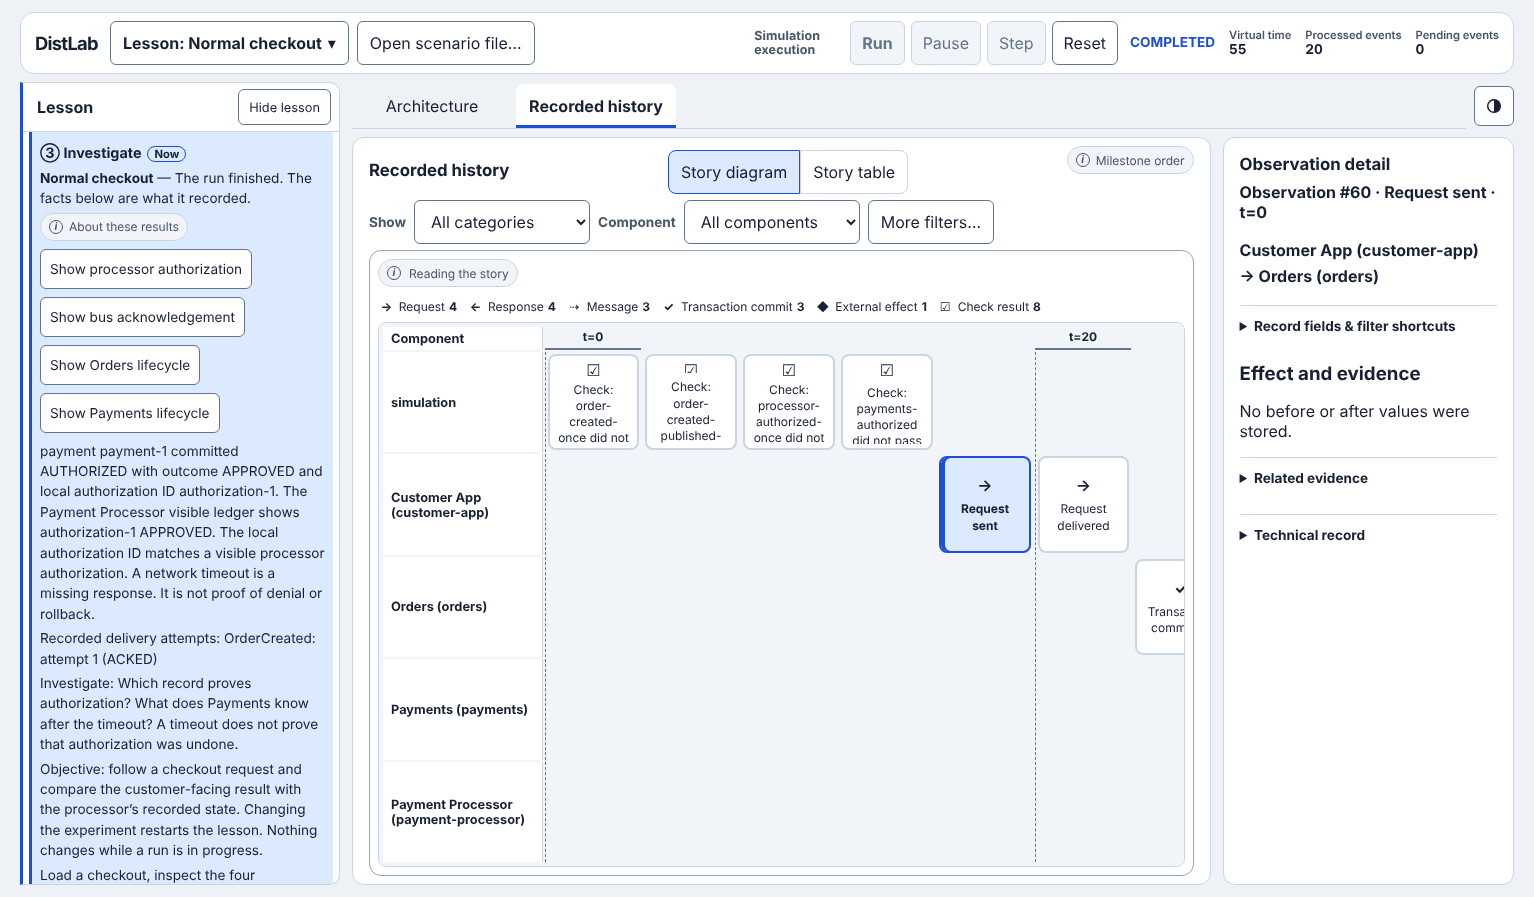 DistLab
Lesson: Normal checkout ▾
Open scenario file...
Simulation
execution
Run
Pause
Step
Reset
COMPLETED
Virtual time
55
Processed events
20
Pending events
0
Lesson
Hide lesson
③ Investigate Now
Normal checkout — The run finished. The
facts below are what it recorded.
i About these results
Show processor authorization
Show bus acknowledgement
Show Orders lifecycle
Show Payments lifecycle
payment payment-1 committed
AUTHORIZED with outcome APPROVED and
local authorization ID authorization-1. The
Payment Processor visible ledger shows
authorization-1 APPROVED. The local
authorization ID matches a visible processor
authorization. A network timeout is a
missing response. It is not proof of denial or
rollback.
Recorded delivery attempts: OrderCreated:
attempt 1 (ACKED)
Investigate: Which record proves
authorization? What does Payments know
after the timeout? A timeout does not prove
that authorization was undone.
Objective: follow a checkout request and
compare the customer-facing result with
the processor’s recorded state. Changing
the experiment restarts the lesson. Nothing
changes while a run is in progress.
Load a checkout, inspect the four
Architecture
Recorded history
Recorded history
Story diagram
Story table
i Milestone order
Show
All categories
Component
All components
More filters...
i Reading the story
→ Request 4 ← Response 4 ⇢ Message 3 ✓ Transaction commit 3 ◆ External effect 1 ☑ Check result 8
Component
t=0
t=20
simulation
☑
Check:
order-
created-
once did not
☑
Check:
order-
created-
published-
☑
Check:
processor-
authorized-
once did not
☑
Check:
payments-
authorized
did not pass
Customer App
(customer-app)
→
Request
sent
→
Request
delivered
Orders (orders)
✓
Transa
comm
Payments (payments)
Payment Processor
(payment-processor)
Observation detail
Observation #60 · Request sent ·
t=0
Customer App (customer-app)
→ Orders (orders)
▶ Record fields & filter shortcuts
Effect and evidence
No before or after values were
stored.
▶ Related evidence
▶ Technical record